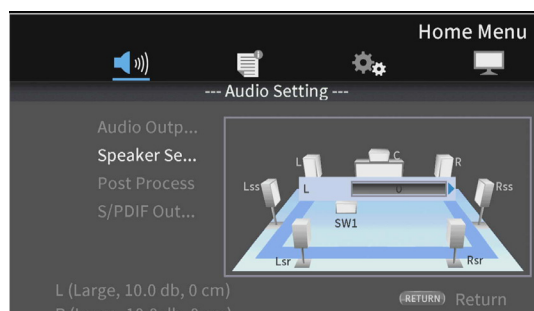 Home Menu
--- Audio Setting ---
Audio Outp...
Speaker Se...
Post Process
S/PDIF Out...
L
C
R
Lss
L
0
Rss
SW1
Lsr
Rsr
L (Large, 10.0 db, 0 cm)
RETURN Return